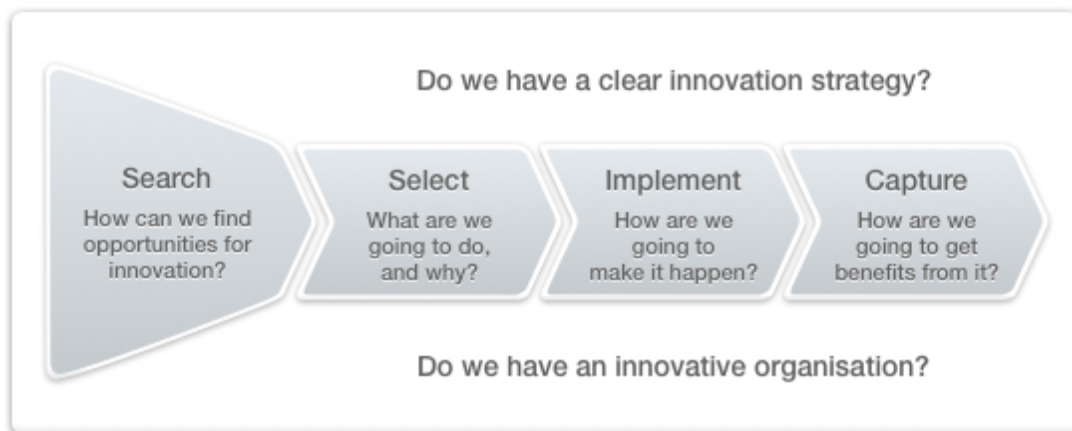 Do we have a clear innovation strategy?
Search
How can we find
opportunities for
innovation?
Select
What are we
going to do,
and why?
Implement
How are we
going to
make it happen?
Capture
How are we
going to get
benefits from it?
Do we have an innovative organisation?